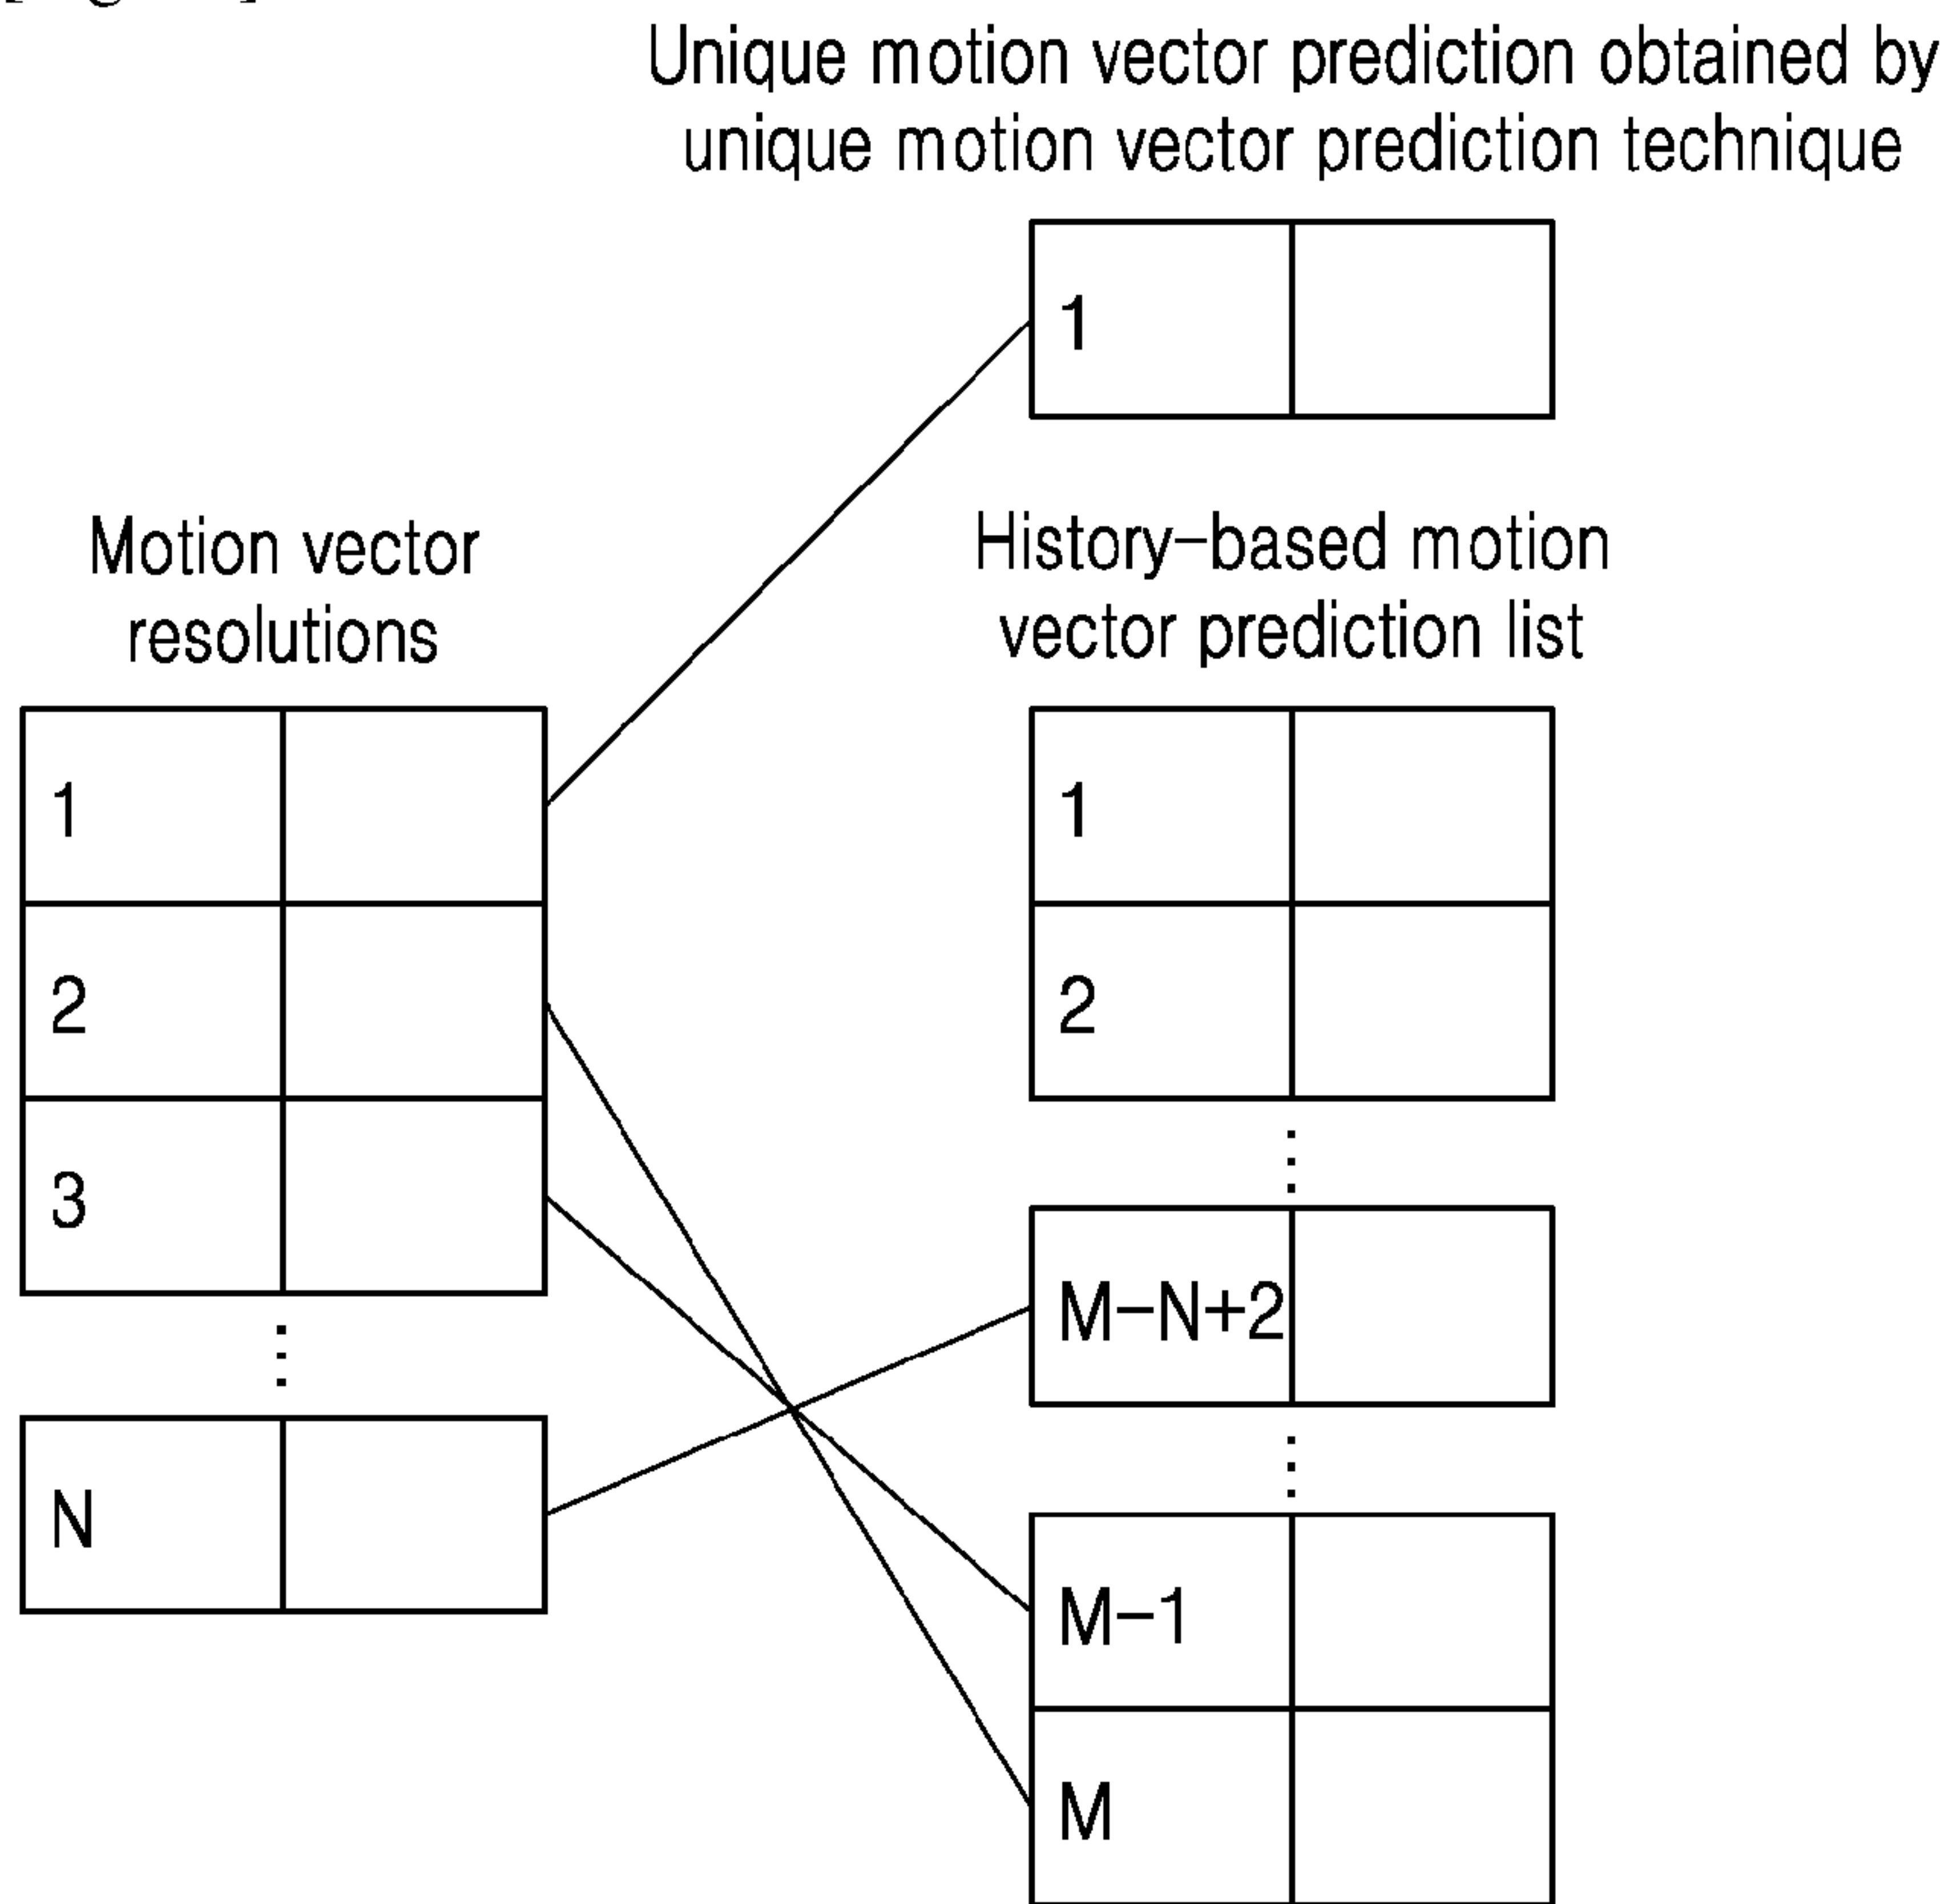 Unique motion vector prediction obtained by
unique motion vector prediction technique
1
Motion vector
resolutions
1
2
3
N
History-based motion
vector prediction list
1
2
M-N+2
M-1
M